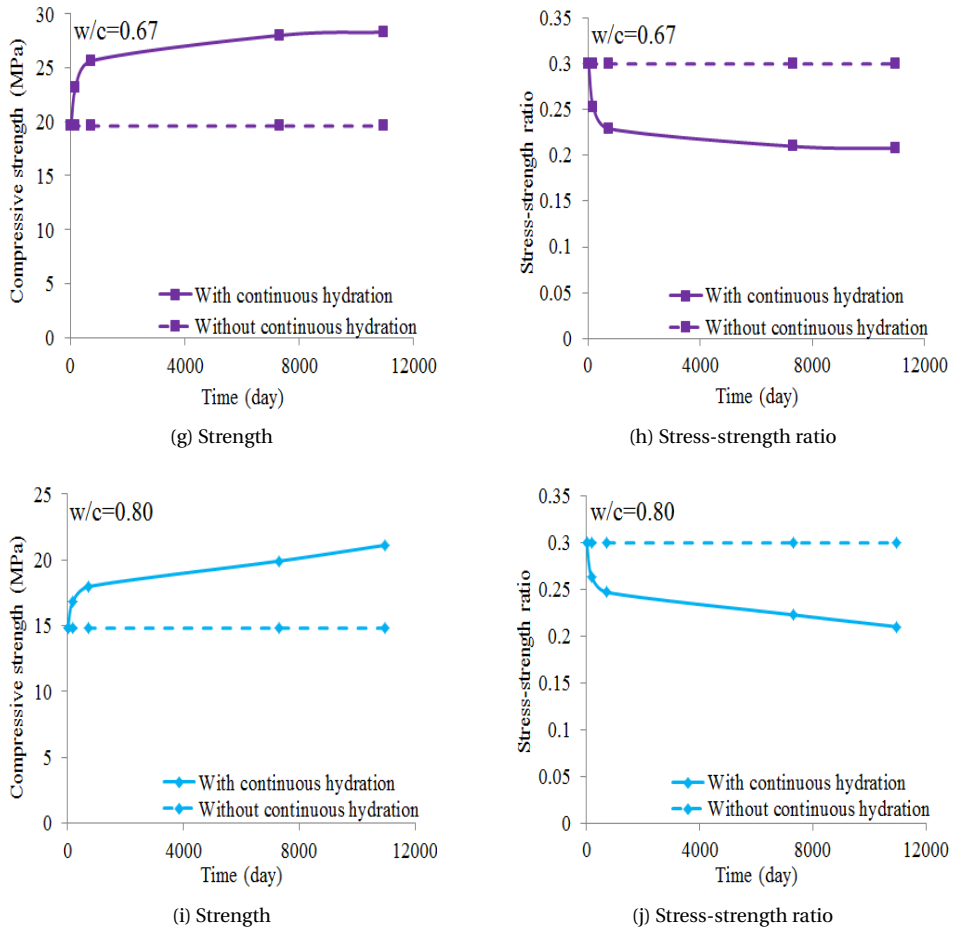 w/c=0.67
Compressive strength (MPa)
30
25
20
15
10
5
0
With continuous hydration
Without continuous hydration
0 4000 8000 12000
Time (day)
(g) Strength
w/c=0.67
Stress-strength ratio
0.35
0.3
0.25
0.2
0.15
0.1
0.05
0
With continuous hydration
Without continuous hydration
0 4000 8000 12000
Time (day)
(h) Stress-strength ratio
w/c=0.80
Compressive strength (MPa)
25
20
15
10
5
0
With continuous hydration
Without continuous hydration
0 4000 8000 12000
Time (day)
(i) Strength
w/c=0.80
Stress-strength ratio
0.35
0.3
0.25
0.2
0.15
0.1
0.05
0
With continuous hydration
Without continuous hydration
0 4000 8000 12000
Time (day)
(j) Stress-strength ratio